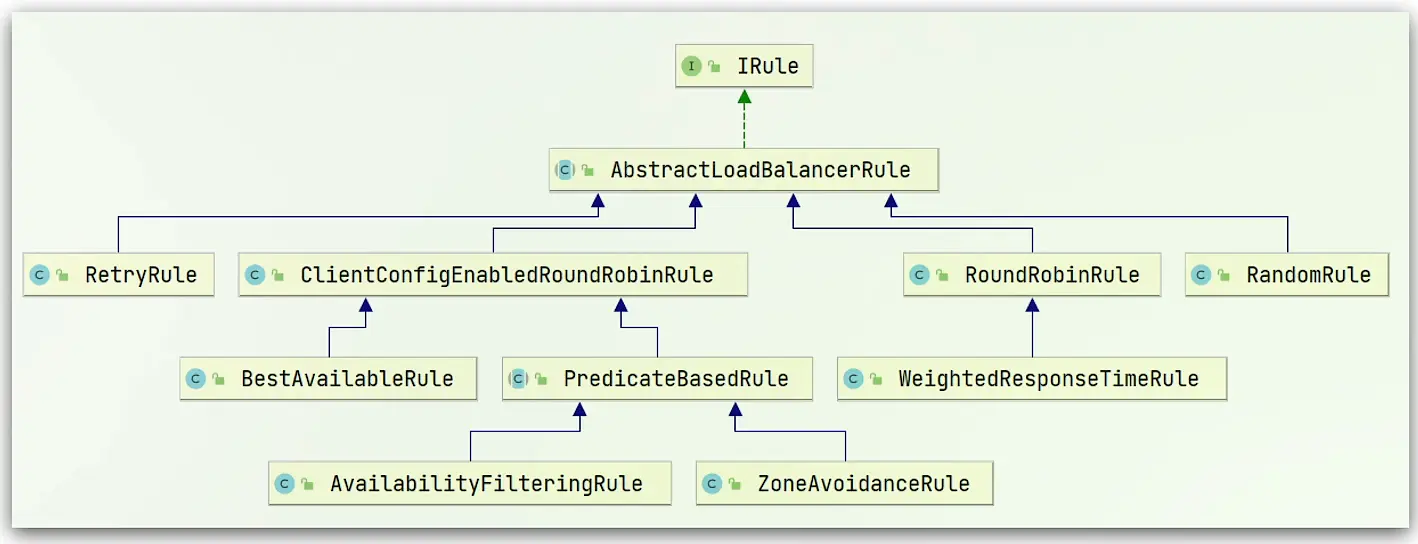 I IRule
C AbstractLoadBalancerRule
C RetryRule C ClientConfigEnabledRoundRobinRule C RoundRobinRule C RandomRule
C BestAvailableRule C PredicateBasedRule C WeightedResponseTimeRule
C AvailabilityFilteringRule C ZoneAvoidanceRule